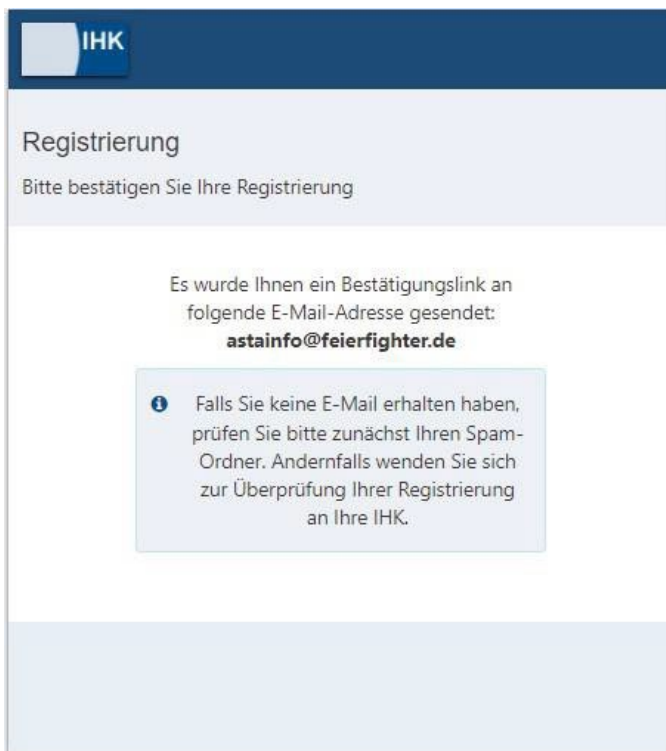 IHK
Registrierung
Bitte bestätigen Sie Ihre Registrierung
Es wurde Ihnen ein Bestätigungslink an
folgende E-Mail-Adresse gesendet:
astainfo@feierfighter.de
Falls Sie keine E-Mail erhalten haben,
prüfen Sie bitte zunächst Ihren Spam-
Ordner. Andernfalls wenden Sie sich
zur Überprüfung Ihrer Registrierung
an Ihre IHK.